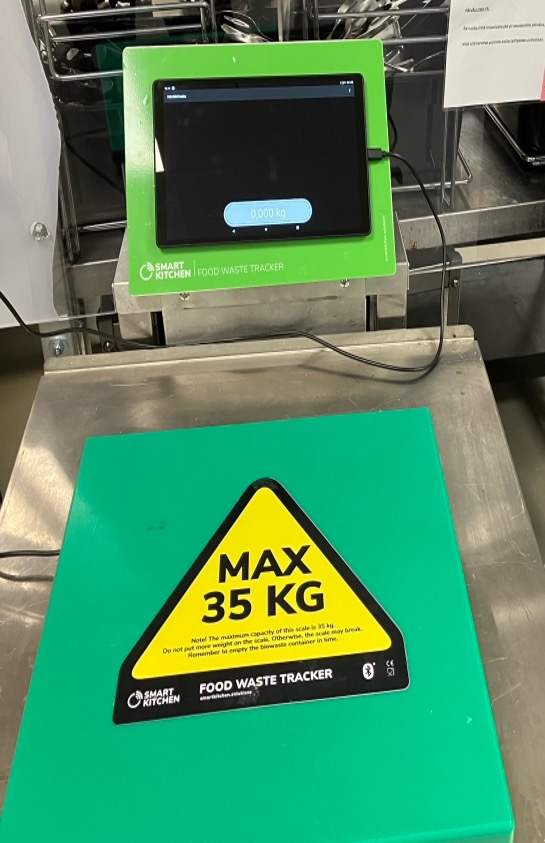 0,000 kg
SMART
KITCHEN
FOOD WASTE TRACKER
MAX
35 KG
Note! The maximum capacity of this scale is 35 kg.
Do not put more weight on the scale. Otherwise, the scale may break.
Remember to empty the biowaste container in time.
SMART
KITCHEN
FOOD WASTE TRACKER
smartkitchen.solutions
CE